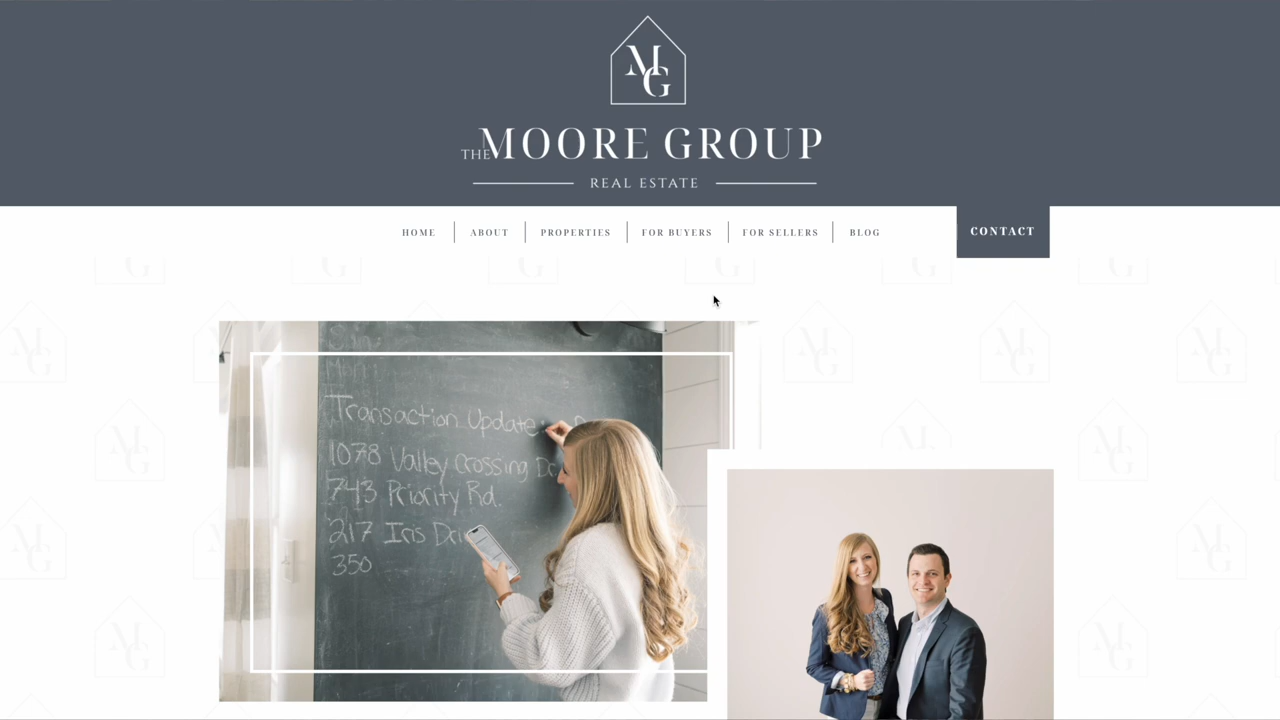 MG
THE MOORE GROUP
REAL ESTATE
HOME ABOUT PROPERTIES FOR BUYERS FOR SELLERS BLOG CONTACT
Transaction Update:
1078 Valley Crossing Dr
743 Priority Rd.
217 Iris Dri
350